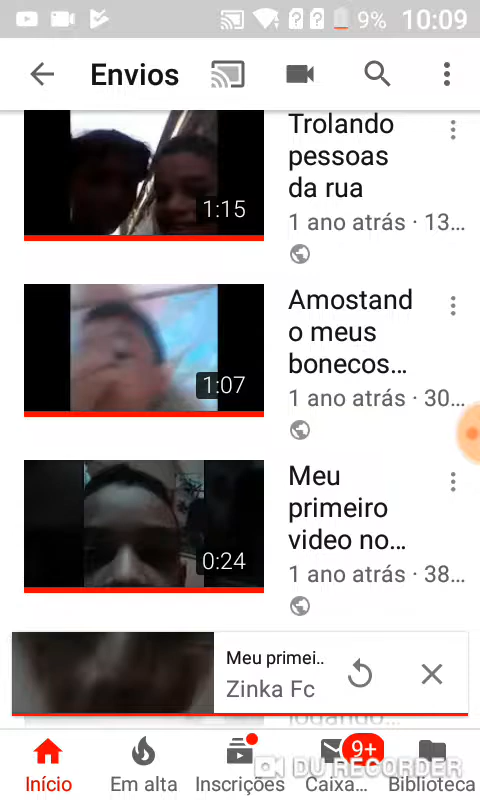 9% 10:09
Envios
Trolando
pessoas
da rua
1:15
1 ano atrás · 13...
Amostand
o meus
bonecos...
1:07
1 ano atrás · 30...
Meu
primeiro
video no...
0:24
1 ano atrás · 38...
Meu primei..
Zinka Fc
jogando...
9+
DU RECORDER
Início
Em alta
Inscrições
Caixa...
Biblioteca